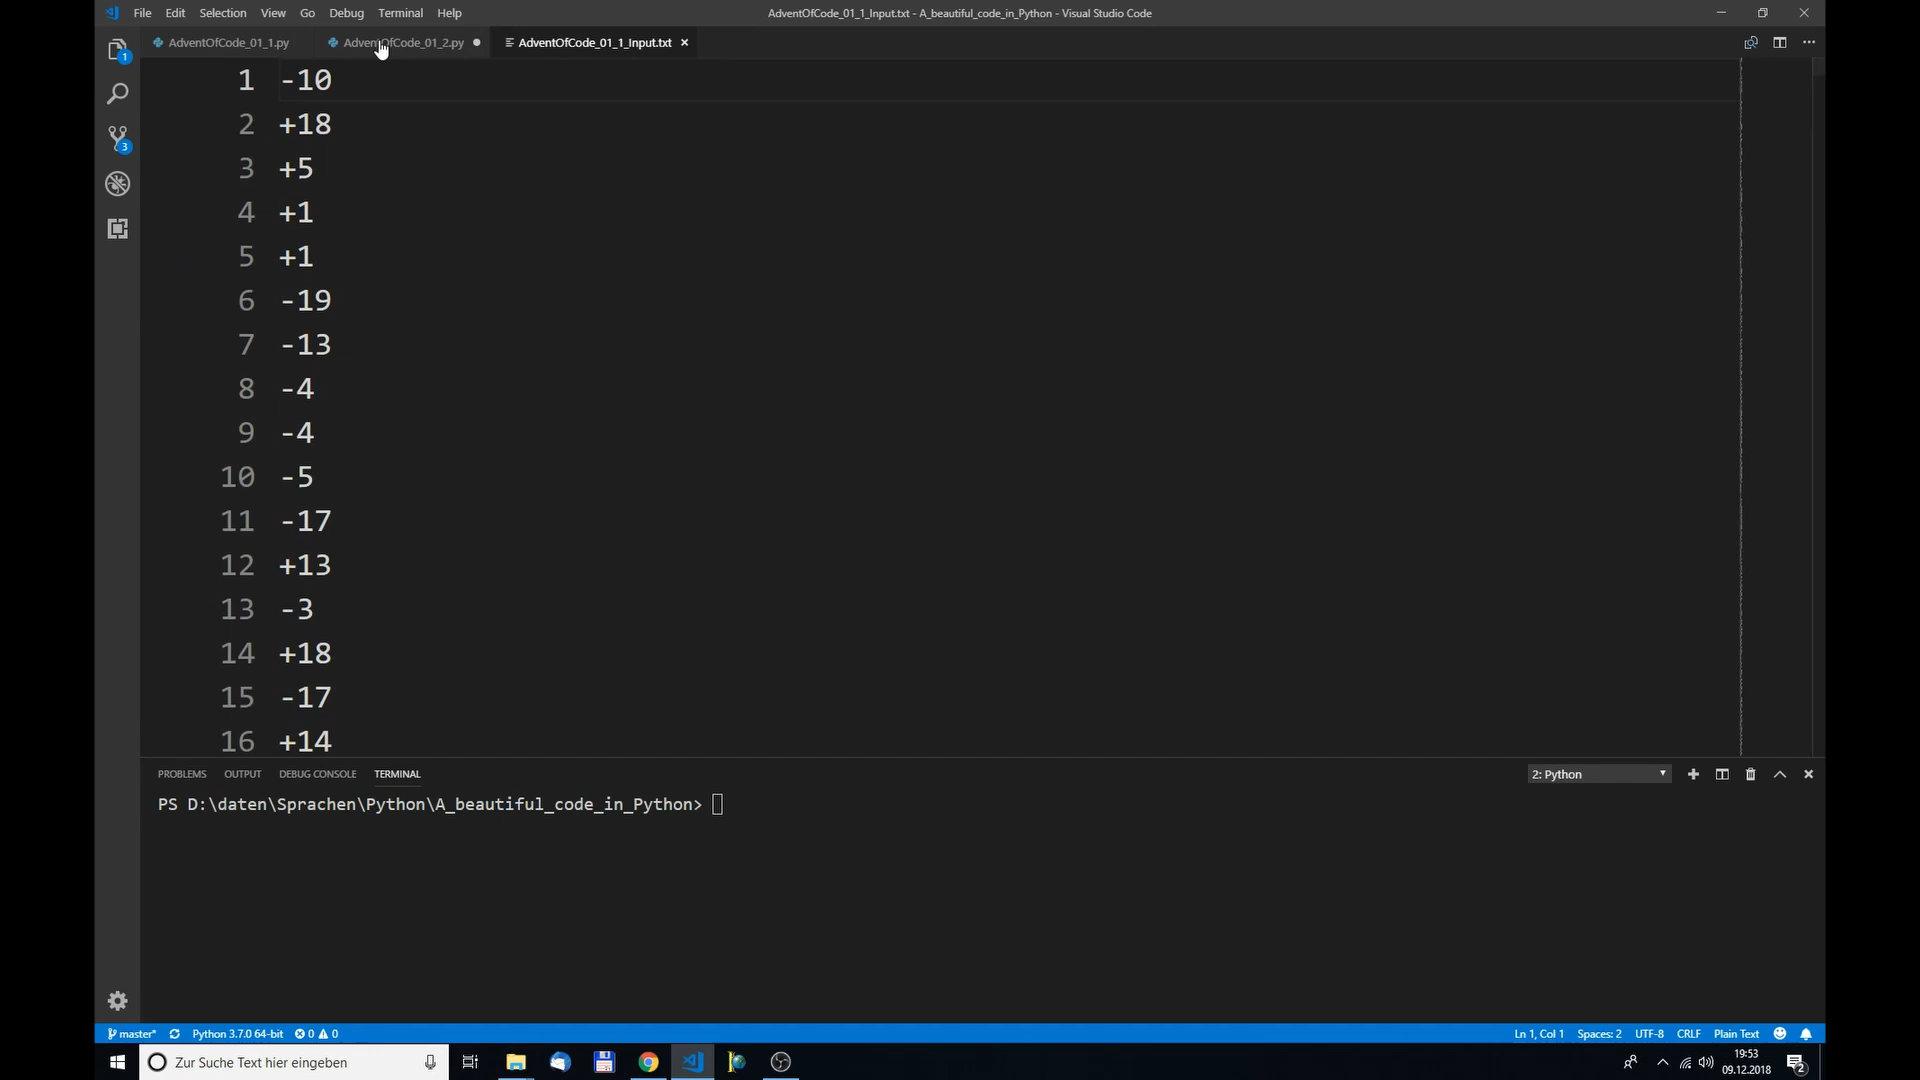 File Edit Selection View Go Debug Terminal Help
AdventOfCode_01_1_Input.txt - A_beautiful_code_in_Python - Visual Studio Code
AdventOfCode_01_1.py
AdventOfCode_01_2.py
AdventOfCode_01_1_Input.txt
1 -10
2 +18
3 +5
4 +1
5 +1
6 -19
7 -13
8 -4
9 -4
10 -5
11 -17
12 +13
13 -3
14 +18
15 -17
16 +14
1
3
PROBLEMS OUTPUT DEBUG CONSOLE TERMINAL
2: Python
PS D:\daten\Sprachen\Python\A_beautiful_code_in_Python>
master* Python 3.7.0 64-bit 0 0
Ln 1, Col 1 Spaces: 2 UTF-8 CRLF Plain Text
Zur Suche Text hier eingeben
19:53
09.12.2018
2